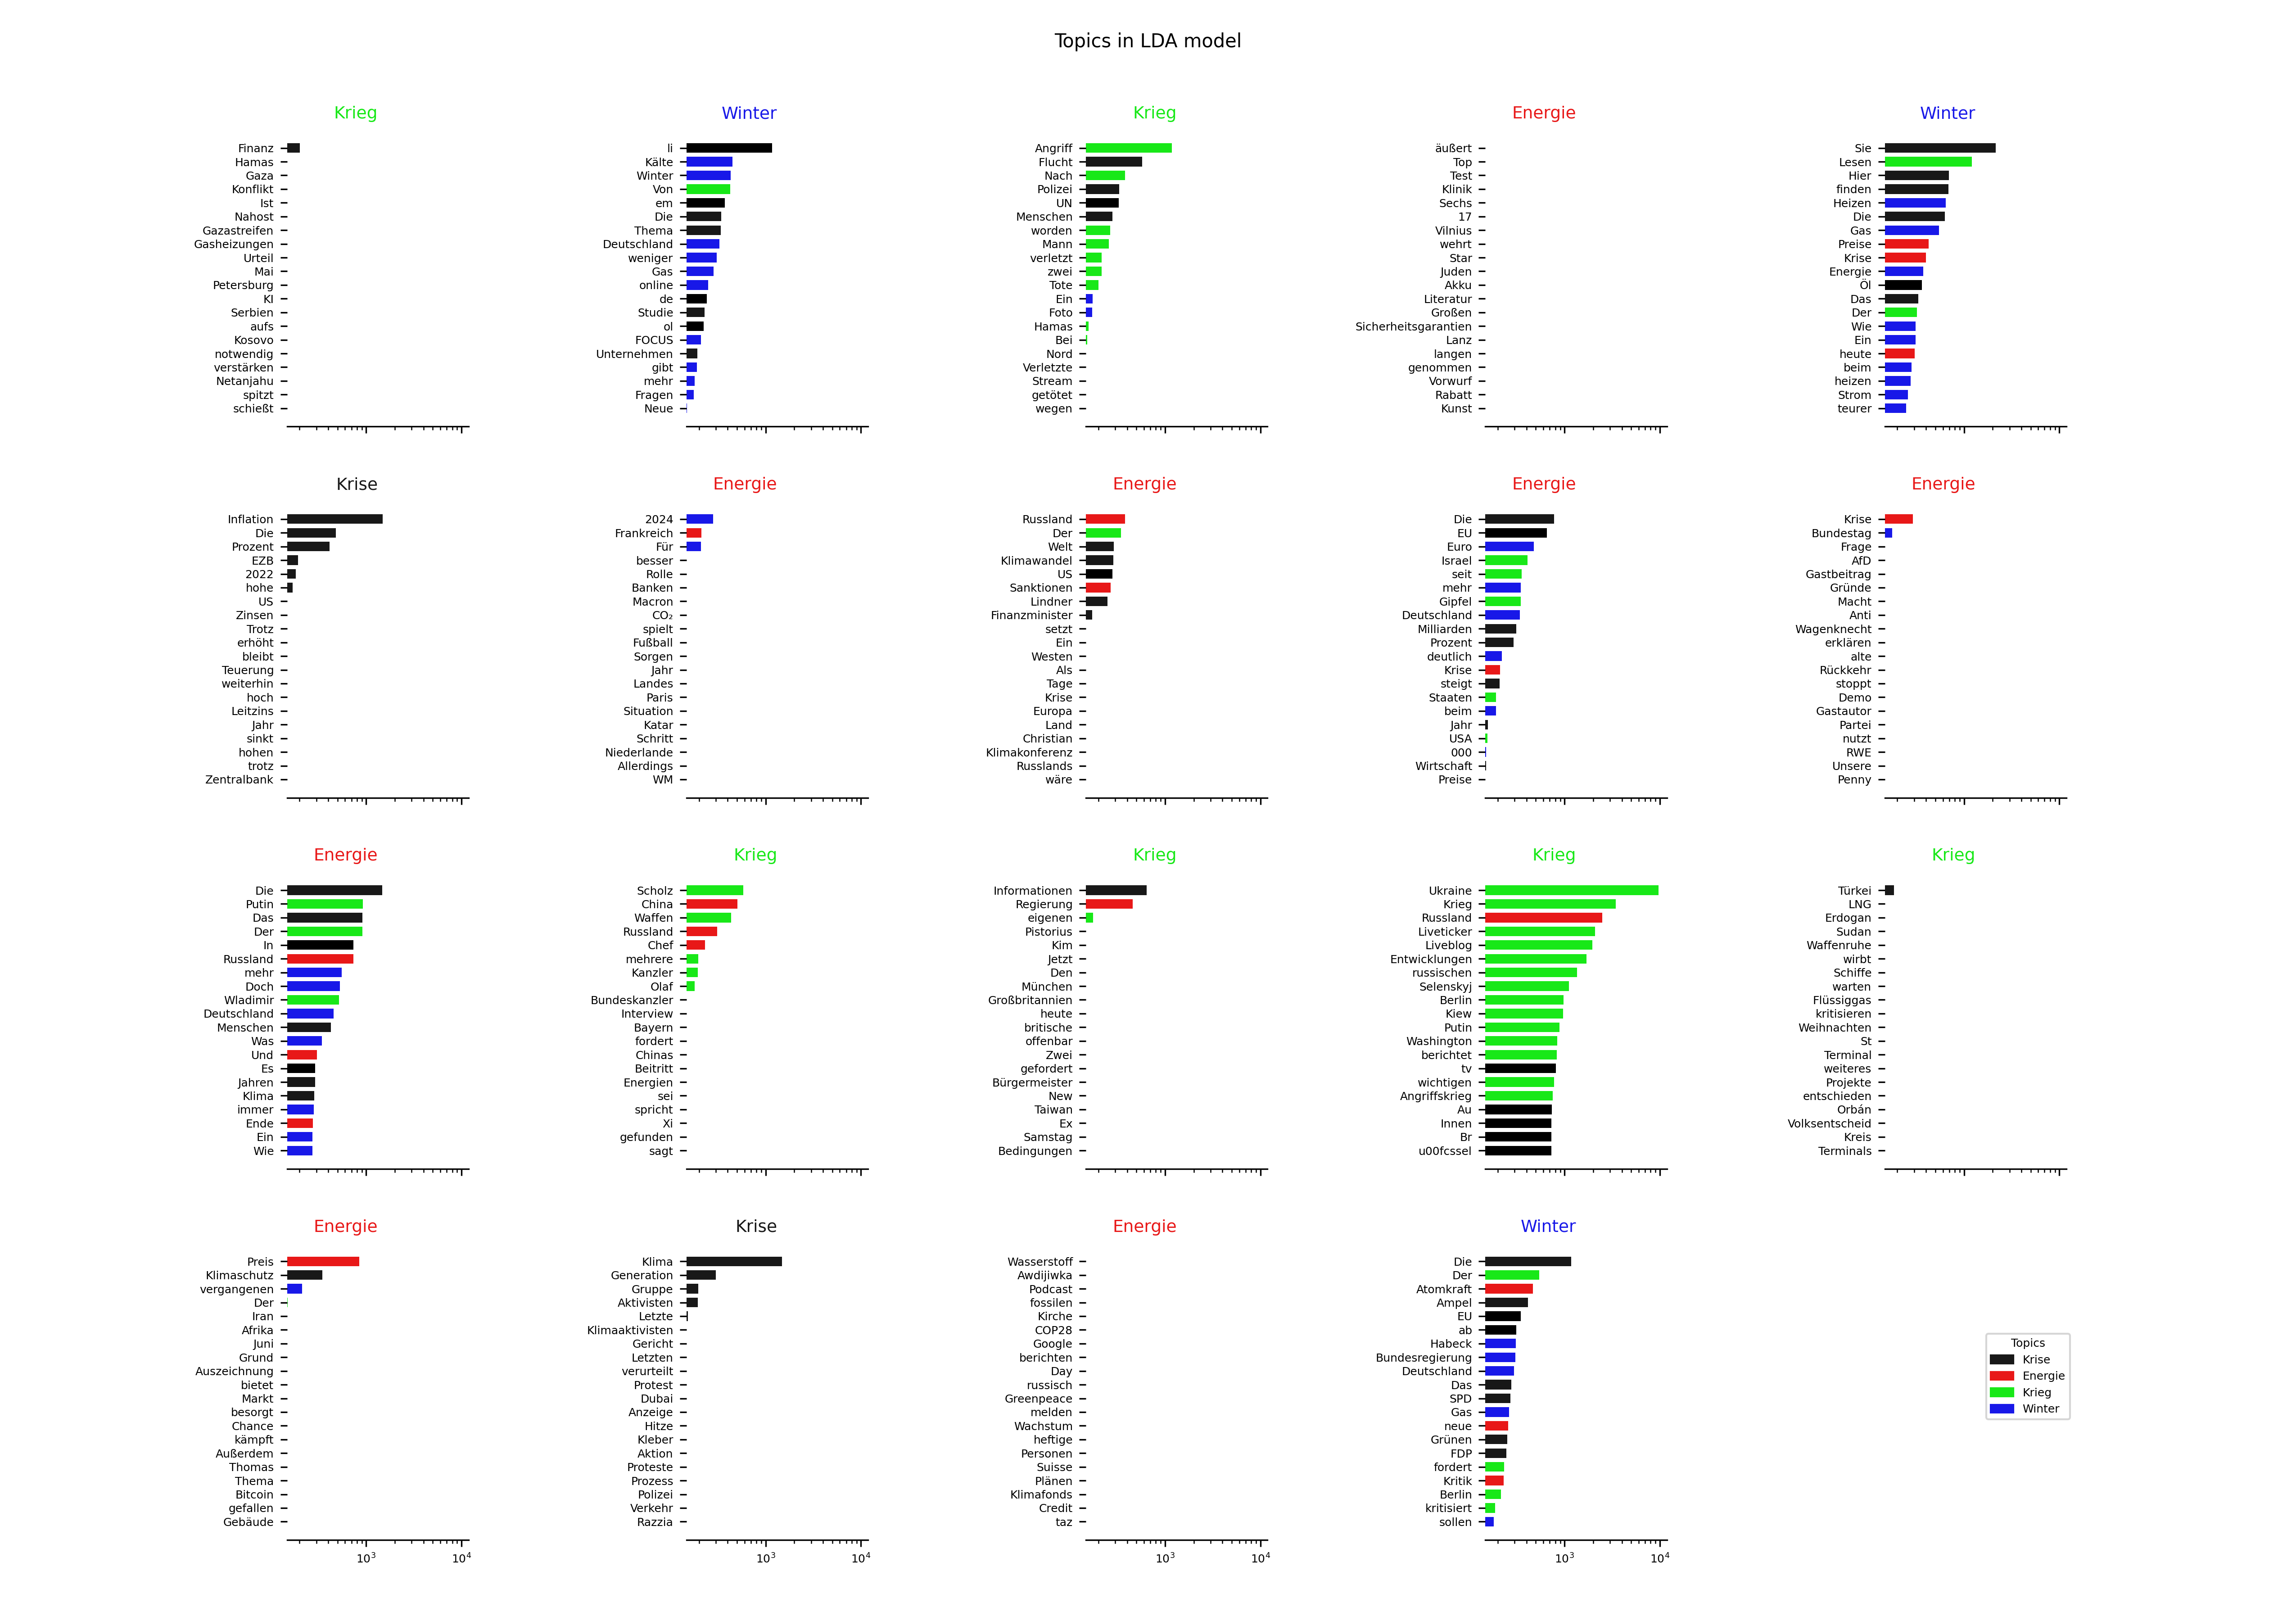 Topics in LDA model
Krieg
Finanz
Hamas
Gaza
Konflikt
Ist
Nahost
Gazastreifen
Gasheizungen
Urteil
Mai
Petersburg
KI
Serbien
aufs
Kosovo
notwendig
verstärken
Netanjahu
spitzt
schießt
Winter
li
Kälte
Winter
Von
em
Die
Thema
Deutschland
weniger
Gas
online
de
Studie
ol
FOCUS
Unternehmen
gibt
mehr
Fragen
Neue
Krieg
Angriff
Flucht
Nach
Polizei
UN
Menschen
worden
Mann
verletzt
zwei
Tote
Ein
Foto
Hamas
Bei
Nord
Verletzte
Stream
getötet
wegen
Energie
äußert
Top
Test
Klinik
Sechs
17
Vilnius
wehrt
Star
Juden
Akku
Literatur
Großen
Sicherheitsgarantien
Lanz
langen
genommen
Vorwurf
Rabatt
Kunst
Winter
Sie
Lesen
Hier
finden
Heizen
Die
Gas
Preise
Krise
Energie
Öl
Das
Der
Wie
Ein
heute
beim
heizen
Strom
teurer
Krise
Inflation
Die
Prozent
EZB
2022
hohe
US
Zinsen
Trotz
erhöht
bleibt
Teuerung
weiterhin
hoch
Leitzins
Jahr
sinkt
hohen
trotz
Zentralbank
Energie
2024
Frankreich
Für
besser
Rolle
Banken
Macron
CO₂
spielt
Fußball
Sorgen
Jahr
Landes
Paris
Situation
Katar
Schritt
Niederlande
Allerdings
WM
Energie
Russland
Der
Welt
Klimawandel
US
Sanktionen
Lindner
Finanzminister
setzt
Ein
Westen
Als
Tage
Krise
Europa
Land
Christian
Klimakonferenz
Russlands
wäre
Energie
Die
EU
Euro
Israel
seit
mehr
Gipfel
Deutschland
Milliarden
Prozent
deutlich
Krise
steigt
Staaten
beim
Jahr
USA
000
Wirtschaft
Preise
Energie
Krise
Bundestag
Frage
AfD
Gastbeitrag
Gründe
Macht
Anti
Wagenknecht
erklären
alte
Rückkehr
stoppt
Demo
Gastautor
Partei
nutzt
RWE
Unsere
Penny
Energie
Die
Putin
Das
Der
In
Russland
mehr
Doch
Wladimir
Deutschland
Menschen
Was
Und
Es
Jahren
Klima
immer
Ende
Ein
Wie
Krieg
Scholz
China
Waffen
Russland
Chef
mehrere
Kanzler
Olaf
Bundeskanzler
Interview
Bayern
fordert
Chinas
Beitritt
Energien
sei
spricht
Xi
gefunden
sagt
Krieg
Informationen
Regierung
eigenen
Pistorius
Kim
Jetzt
Den
München
Großbritannien
heute
britische
offenbar
Zwei
gefordert
Bürgermeister
New
Taiwan
Ex
Samstag
Bedingungen
Krieg
Ukraine
Krieg
Russland
Liveticker
Liveblog
Entwicklungen
russischen
Selenskyj
Berlin
Kiew
Putin
Washington
berichtet
tv
wichtigen
Angriffskrieg
Au
Innen
Br
u00fcssel
Krieg
Türkei
LNG
Erdogan
Sudan
Waffenruhe
wirbt
Schiffe
warten
Flüssiggas
kritisieren
Weihnachten
St
Terminal
weiteres
Projekte
entschieden
Orbán
Volksentscheid
Kreis
Terminals
Energie
Preis
Klimaschutz
vergangenen
Der
Iran
Afrika
Juni
Grund
Auszeichnung
bietet
Markt
besorgt
Chance
kämpft
Außerdem
Thomas
Thema
Bitcoin
gefallen
Gebäude
10³ 10⁴
Krise
Klima
Generation
Gruppe
Aktivisten
Letzte
Klimaaktivisten
Gericht
Letzten
verurteilt
Protest
Dubai
Anzeige
Hitze
Kleber
Aktion
Proteste
Prozess
Polizei
Verkehr
Razzia
10³ 10⁴
Energie
Wasserstoff
Awdijiwka
Podcast
fossilen
Kirche
COP28
Google
berichten
Day
russisch
Greenpeace
melden
Wachstum
heftige
Personen
Suisse
Plänen
Klimafonds
Credit
taz
10³ 10⁴
Winter
Die
Der
Atomkraft
Ampel
EU
ab
Habeck
Bundesregierung
Deutschland
Das
SPD
Gas
neue
Grünen
FDP
fordert
Kritik
Berlin
kritisiert
sollen
10³ 10⁴
Topics
Krise
Energie
Krieg
Winter